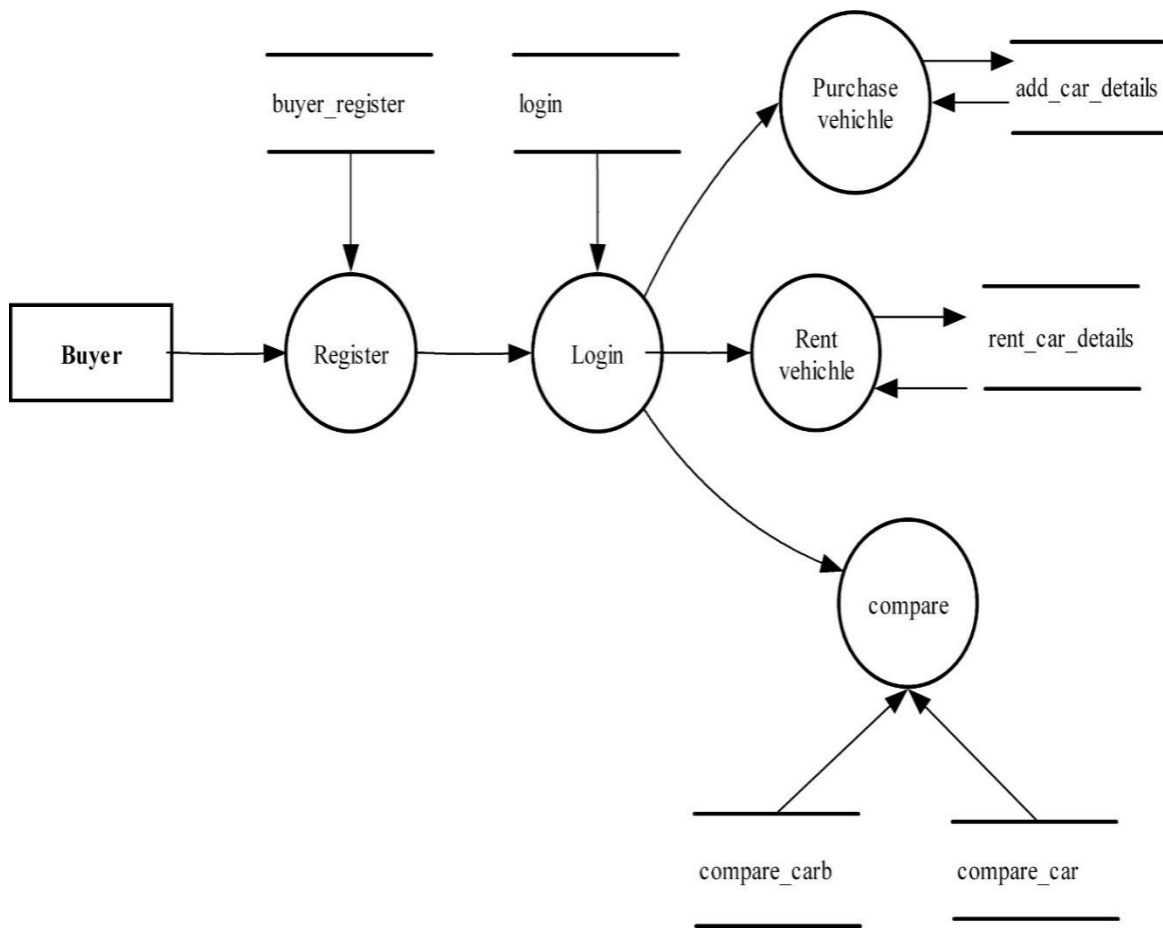 buyer_register
login
Purchase
vehichle
add_car_details
Buyer
Register
Login
Rent
vehichle
rent_car_details
compare
compare_carb
compare_car